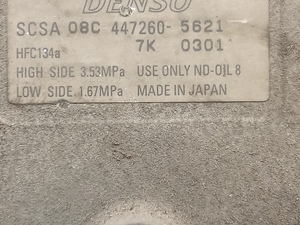 DENSO
SCSA 08C 447260-5621
7K 0301
HFC134a
HIGH SIDE 3.53MPa USE ONLY ND-OIL 8
LOW SIDE 1.67MPa MADE IN JAPAN